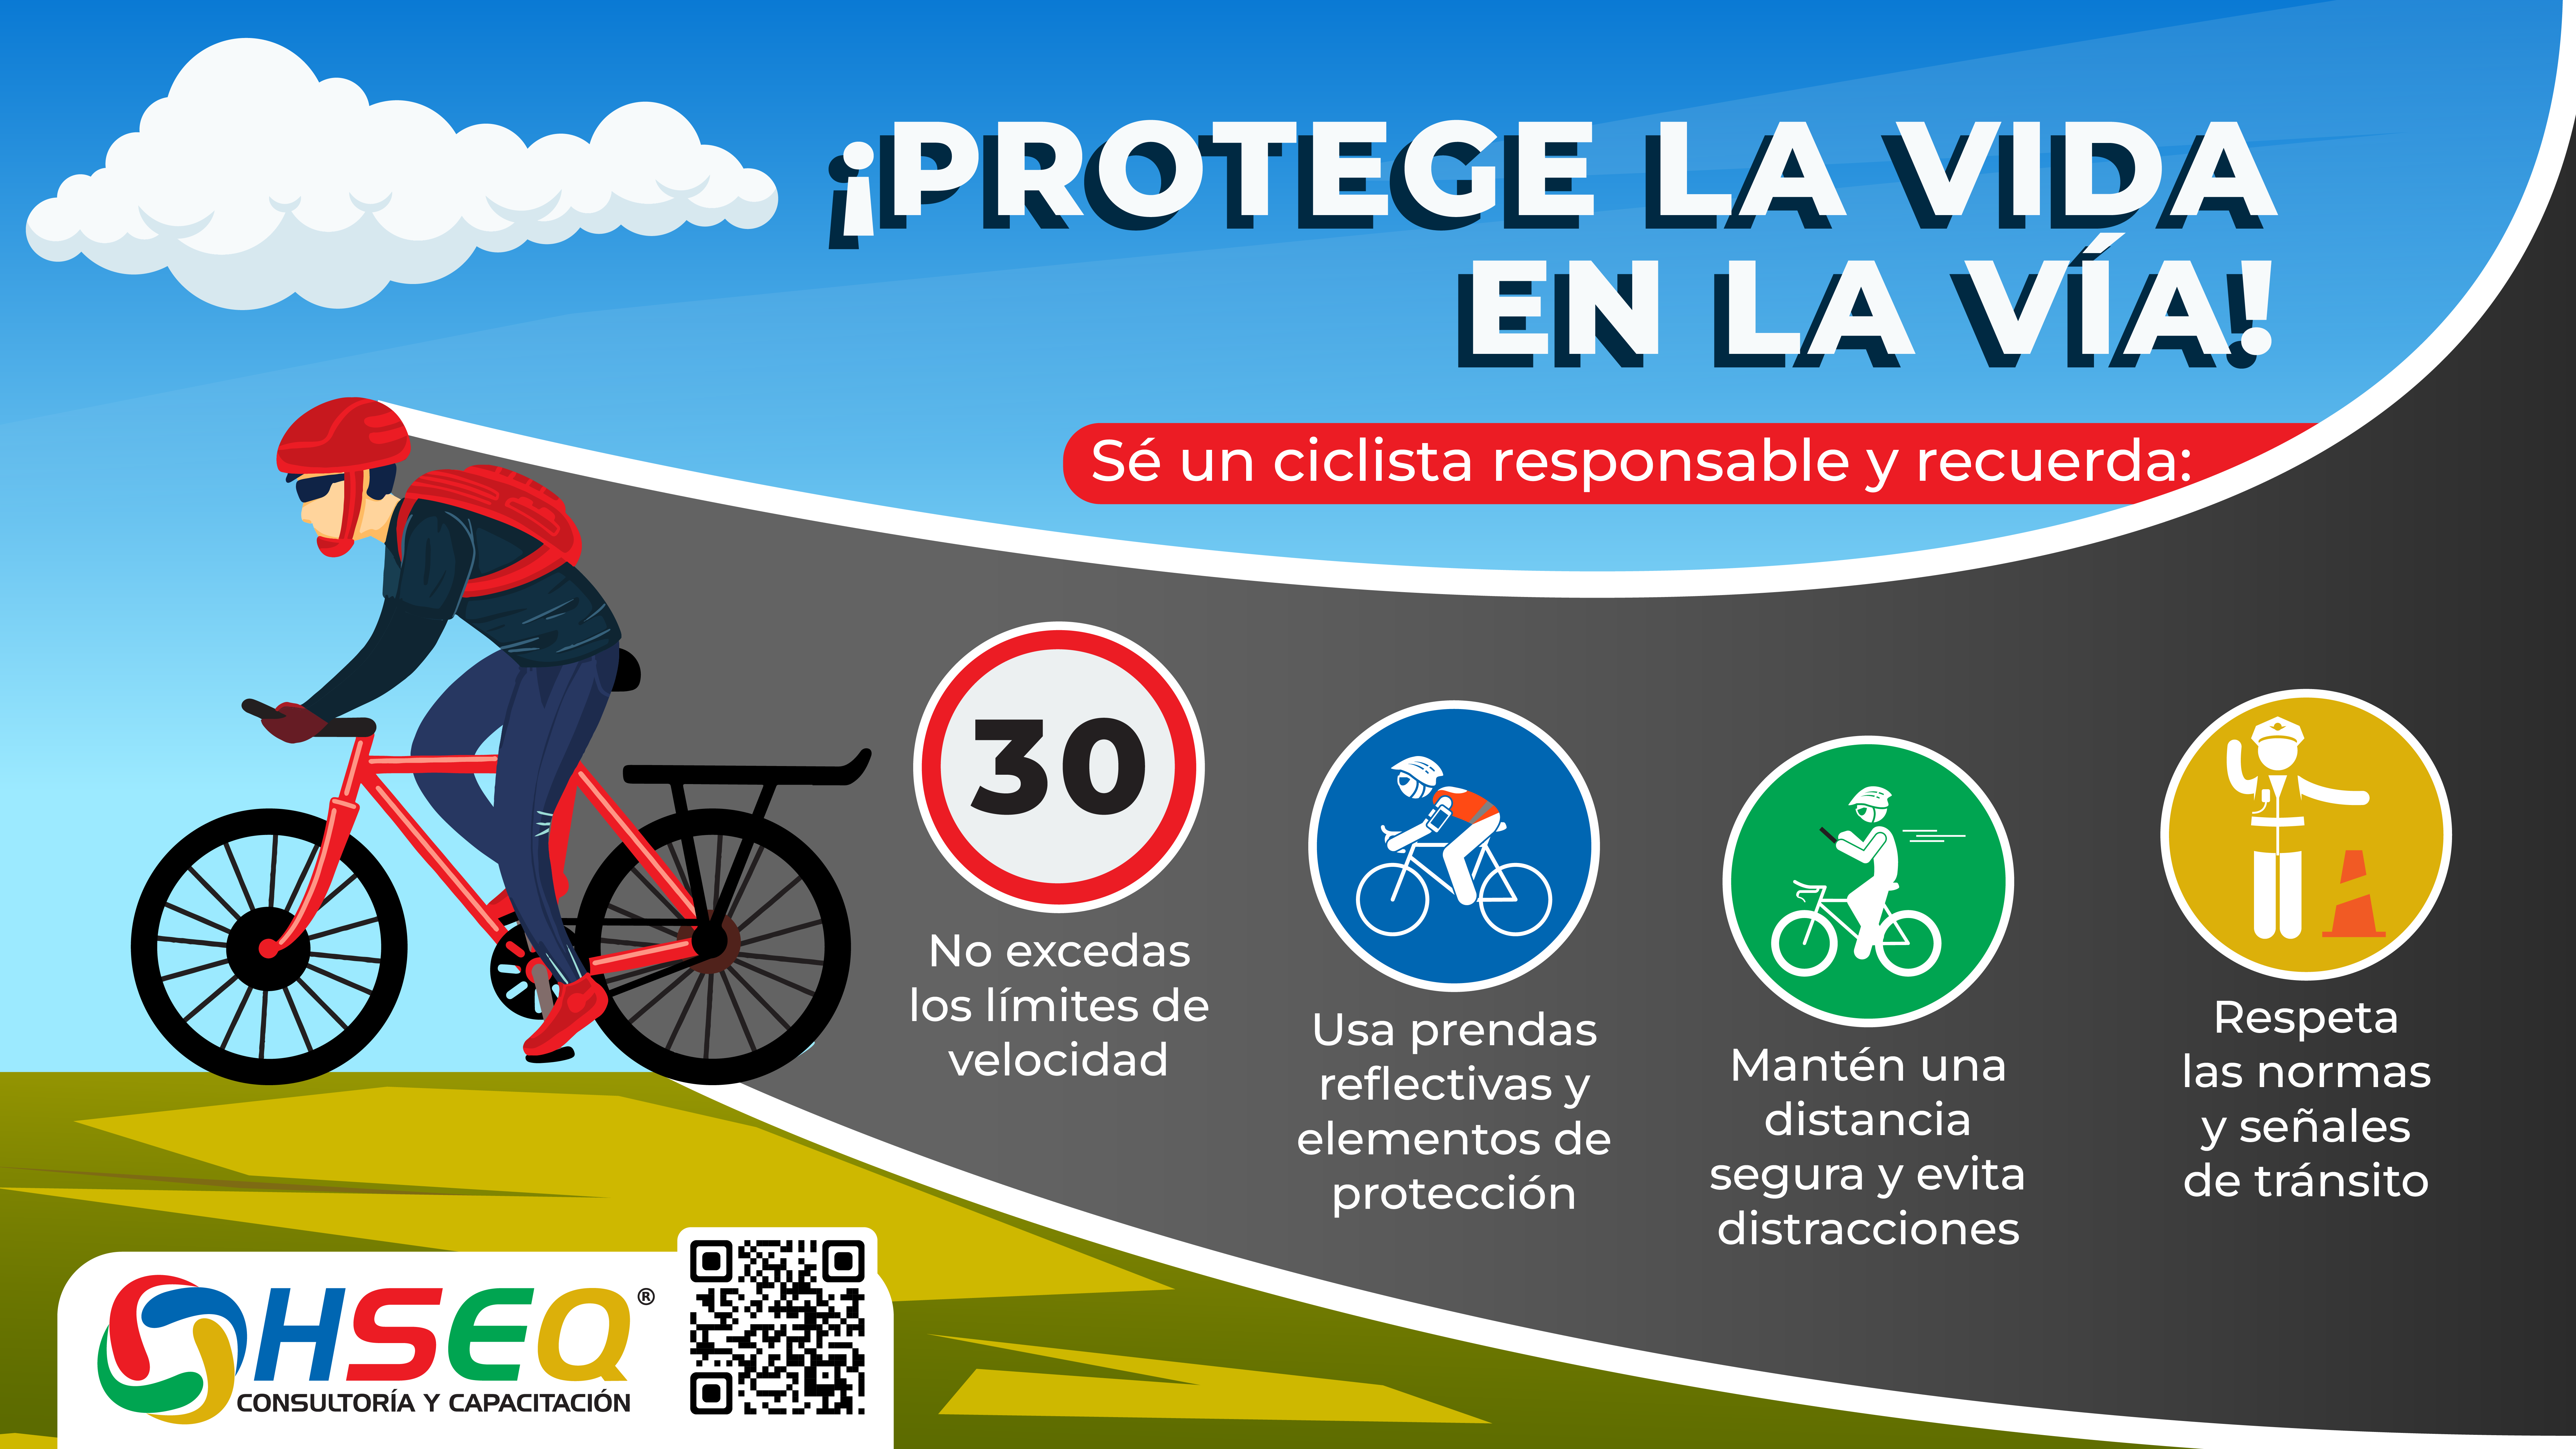 ¡PROTEGE LA VIDA
EN LA VÍA!
Sé un ciclista responsable y recuerda:
30
No excedas
los límites de
velocidad
Usa prendas
reflectivas y
elementos de
protección
Mantén una
distancia
segura y evita
distracciones
Respeta
las normas
y señales
de tránsito
HSEQ®
CONSULTORÍA Y CAPACITACIÓN